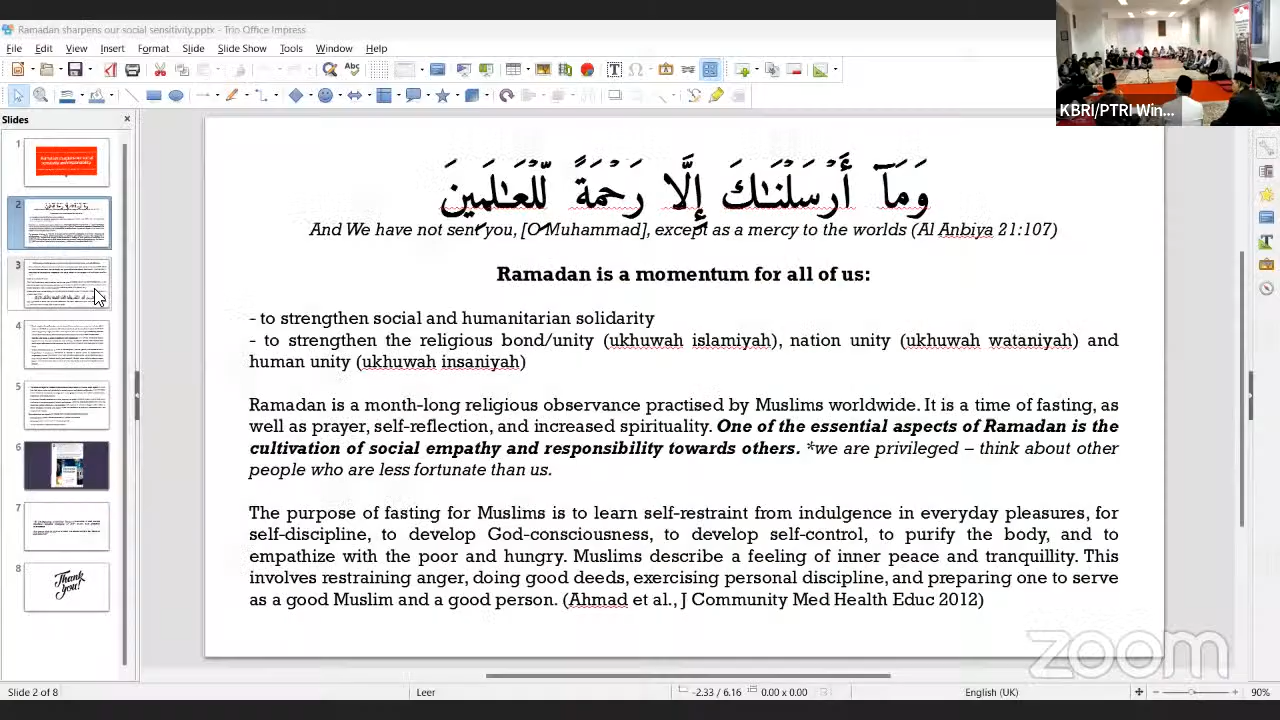 Ramadan sharpens our social sensitivity.pptx - Trio Office Impress
File Edit View Insert Format Slide Slide Show Tools Window Help
KBRI/PTRI Win...
Slides
1
2
3
4
5
6
7
8
Thank you!
وَمَآ أَرْسَلْنَـٰكَ إِلَّا رَحْمَةً لِّلْعَـٰلَمِينَ
And We have not sent you, [O Muhammad], except as a mercy to the worlds (Al Anbiya 21:107)
Ramadan is a momentum for all of us:
- to strengthen social and humanitarian solidarity
- to strengthen the religious bond/unity (ukhuwah islamiyah), nation unity (ukhuwah wataniyah) and
human unity (ukhuwah insaniyah)
Ramadan is a month-long religious observance practised by Muslims worldwide. It is a time of fasting, as
well as prayer, self-reflection, and increased spirituality. One of the essential aspects of Ramadan is the
cultivation of social empathy and responsibility towards others. *we are privileged – think about other
people who are less fortunate than us.
The purpose of fasting for Muslims is to learn self-restraint from indulgence in everyday pleasures, for
self-discipline, to develop God-consciousness, to develop self-control, to purify the body, and to
empathize with the poor and hungry. Muslims describe a feeling of inner peace and tranquillity. This
involves restraining anger, doing good deeds, exercising personal discipline, and preparing one to serve
as a good Muslim and a good person. (Ahmad et al., J Community Med Health Educ 2012)
zoom
Slide 2 of 8 Leer -2.33 / 6.16 0.00 x 0.00 English (UK) 90%